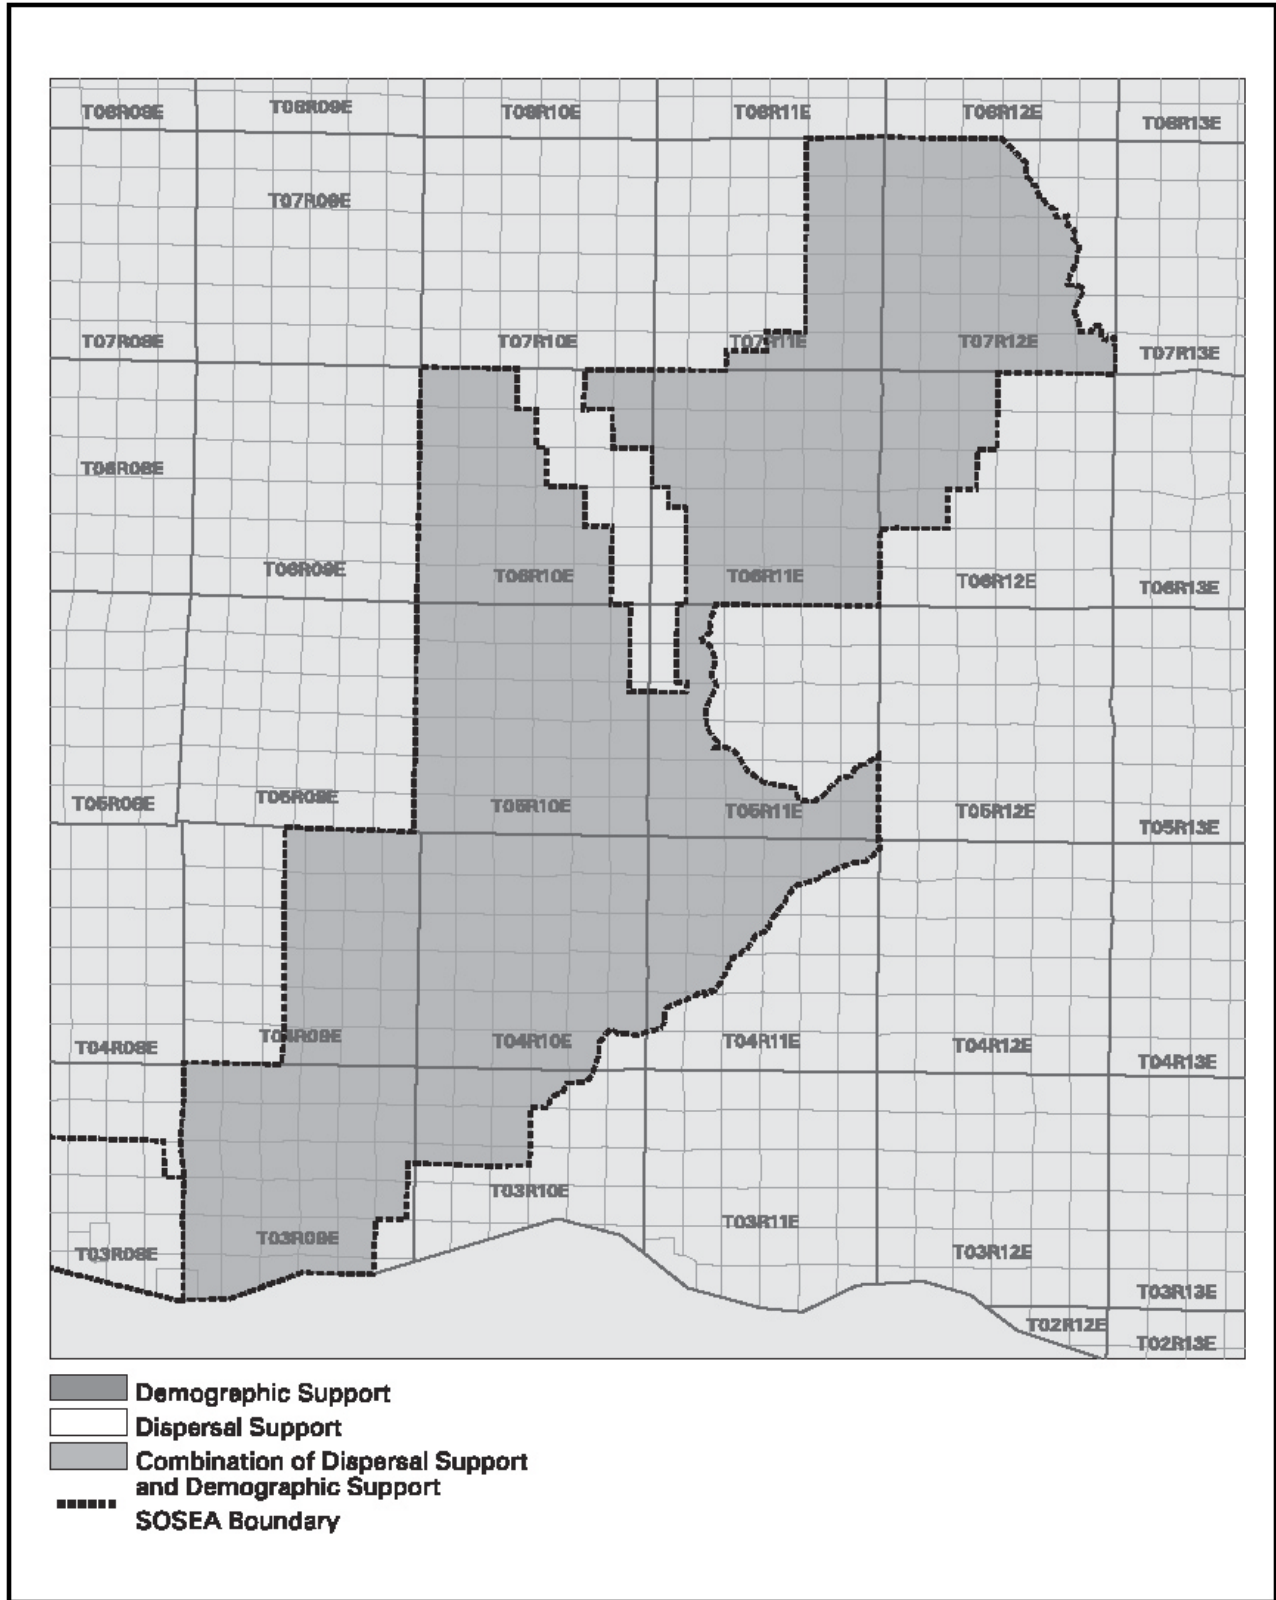 T08R08E T08R09E T08R10E T08R11E T08R12E T08R13E
T07R09E
T07R08E T07R10E T07R11E T07R12E T07R13E
T06R08E
T06R09E T06R10E T06R11E T06R12E T06R13E
T05R08E T05R09E T05R10E T05R11E T05R12E T05R13E
T04R08E T04R09E T04R10E T04R11E T04R12E T04R13E
T03R10E
T03R08E T03R09E T03R11E T03R12E
T03R13E
T02R12E
T02R13E
Demographic Support
Dispersal Support
Combination of Dispersal Support
and Demographic Support
SOSEA Boundary